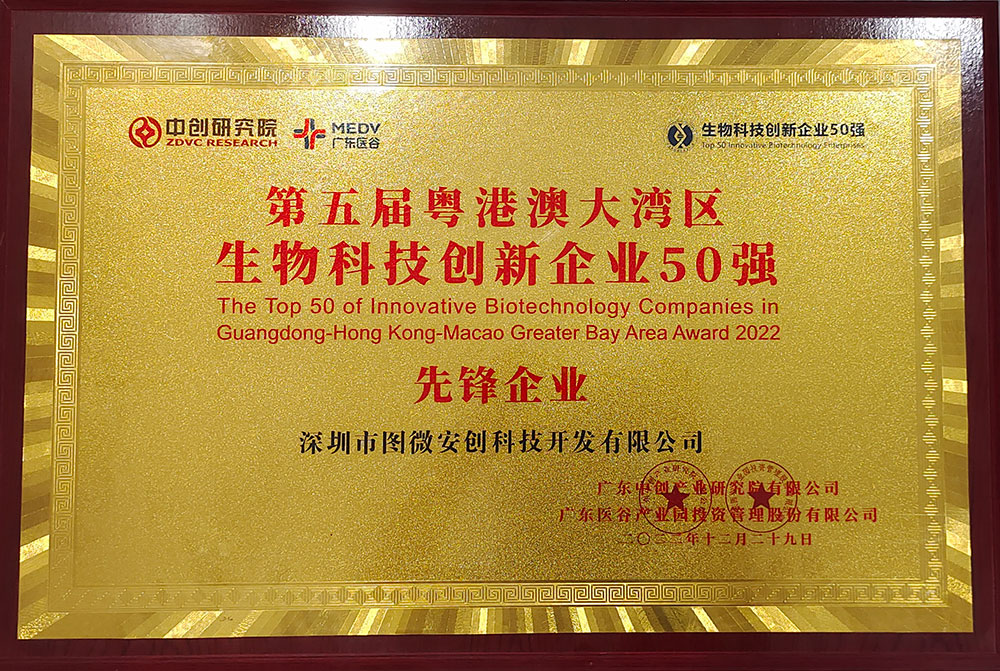 中创研究院
ZDVC RESEARCH
MEDV
广东医谷
生物科技创新企业50强
Top 50 Innovative Biotechnology Enterprises
第五届粤港澳大湾区
生物科技创新企业50强
The Top 50 of Innovative Biotechnology Companies in
Guangdong-Hong Kong-Macao Greater Bay Area Award 2022
先锋企业
深圳市图微安创科技开发有限公司
广东中创产业研究院有限公司
广东医谷产业园投资管理股份有限公司
二〇二二年十二月二十九日